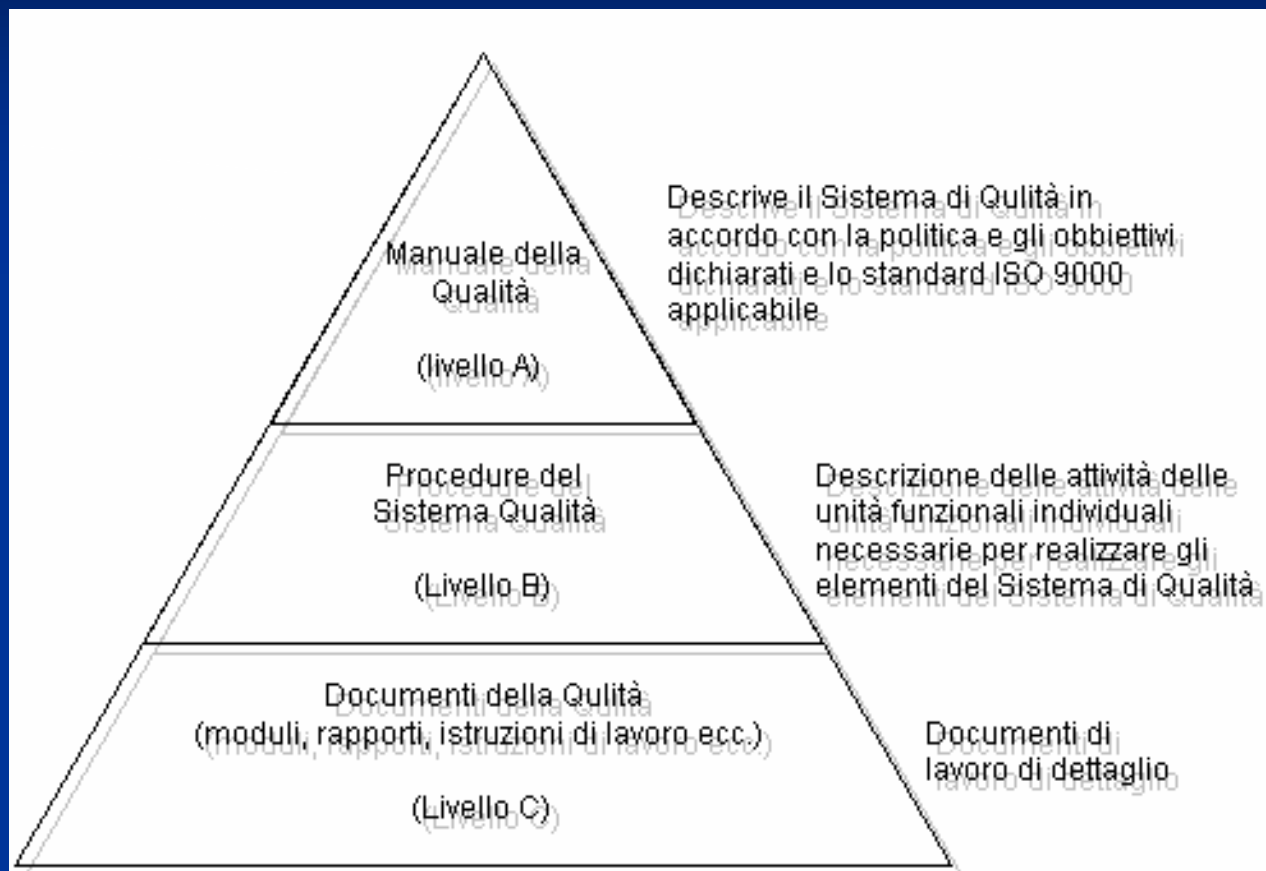 Manuale della
Qualità
(livello A)
Descrive il Sistema di Qulità in
accordo con la politica e gli obbiettivi
dichiarati e lo standard ISO 9000
applicabile
Procedure del
Sistema Qualità
(Livello B)
Descrizione delle attività delle
unità funzionali individuali
necessarie per realizzare gli
elementi del Sistema di Qualità
Documenti della Qulità
(moduli, rapporti, istruzioni di lavoro ecc.)
(Livello C)
Documenti di
lavoro di dettaglio